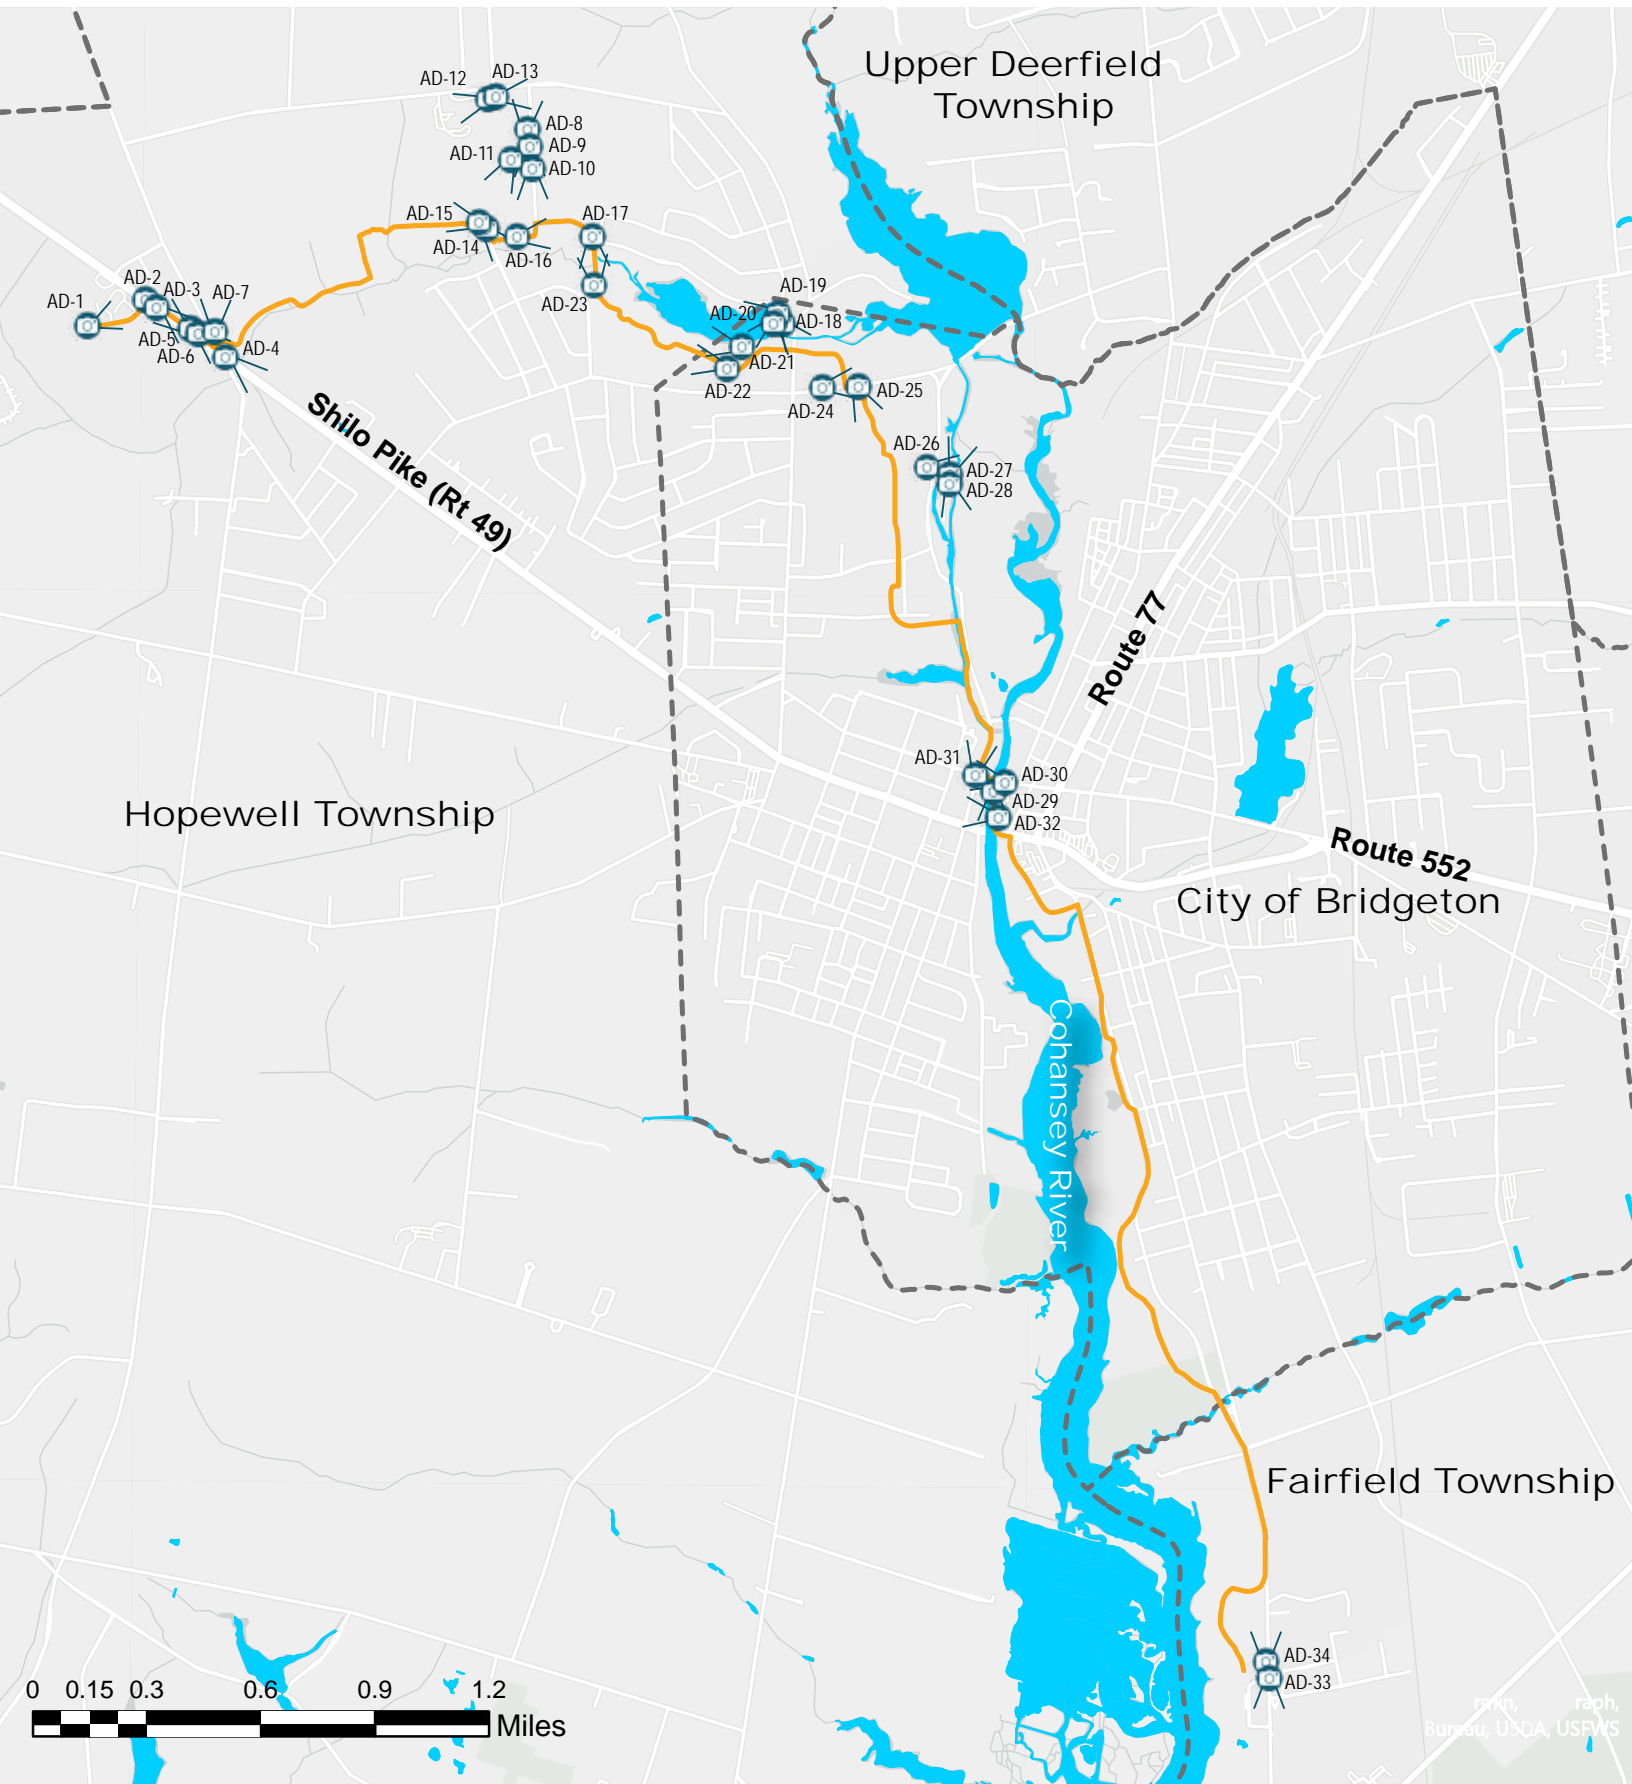 Upper Deerfield
Township
AD-12
AD-13
AD-8
AD-9
AD-11
AD-10
AD-15
AD-17
AD-14
AD-16
AD-2
AD-3
AD-7
AD-1
AD-23
AD-19
AD-20
AD-18
AD-5
AD-6
AD-4
AD-21
AD-22
AD-24
AD-25
Shilo Pike (Rt 49)
AD-26
AD-27
AD-28
Route 77
AD-31
AD-30
AD-29
AD-32
Hopewell Township
Route 552
City of Bridgeton
Cohansey River
Fairfield Township
AD-34
AD-33
0 0.15 0.3 0.6 0.9 1.2
Miles
raph,
Bureau, USDA, USFWS